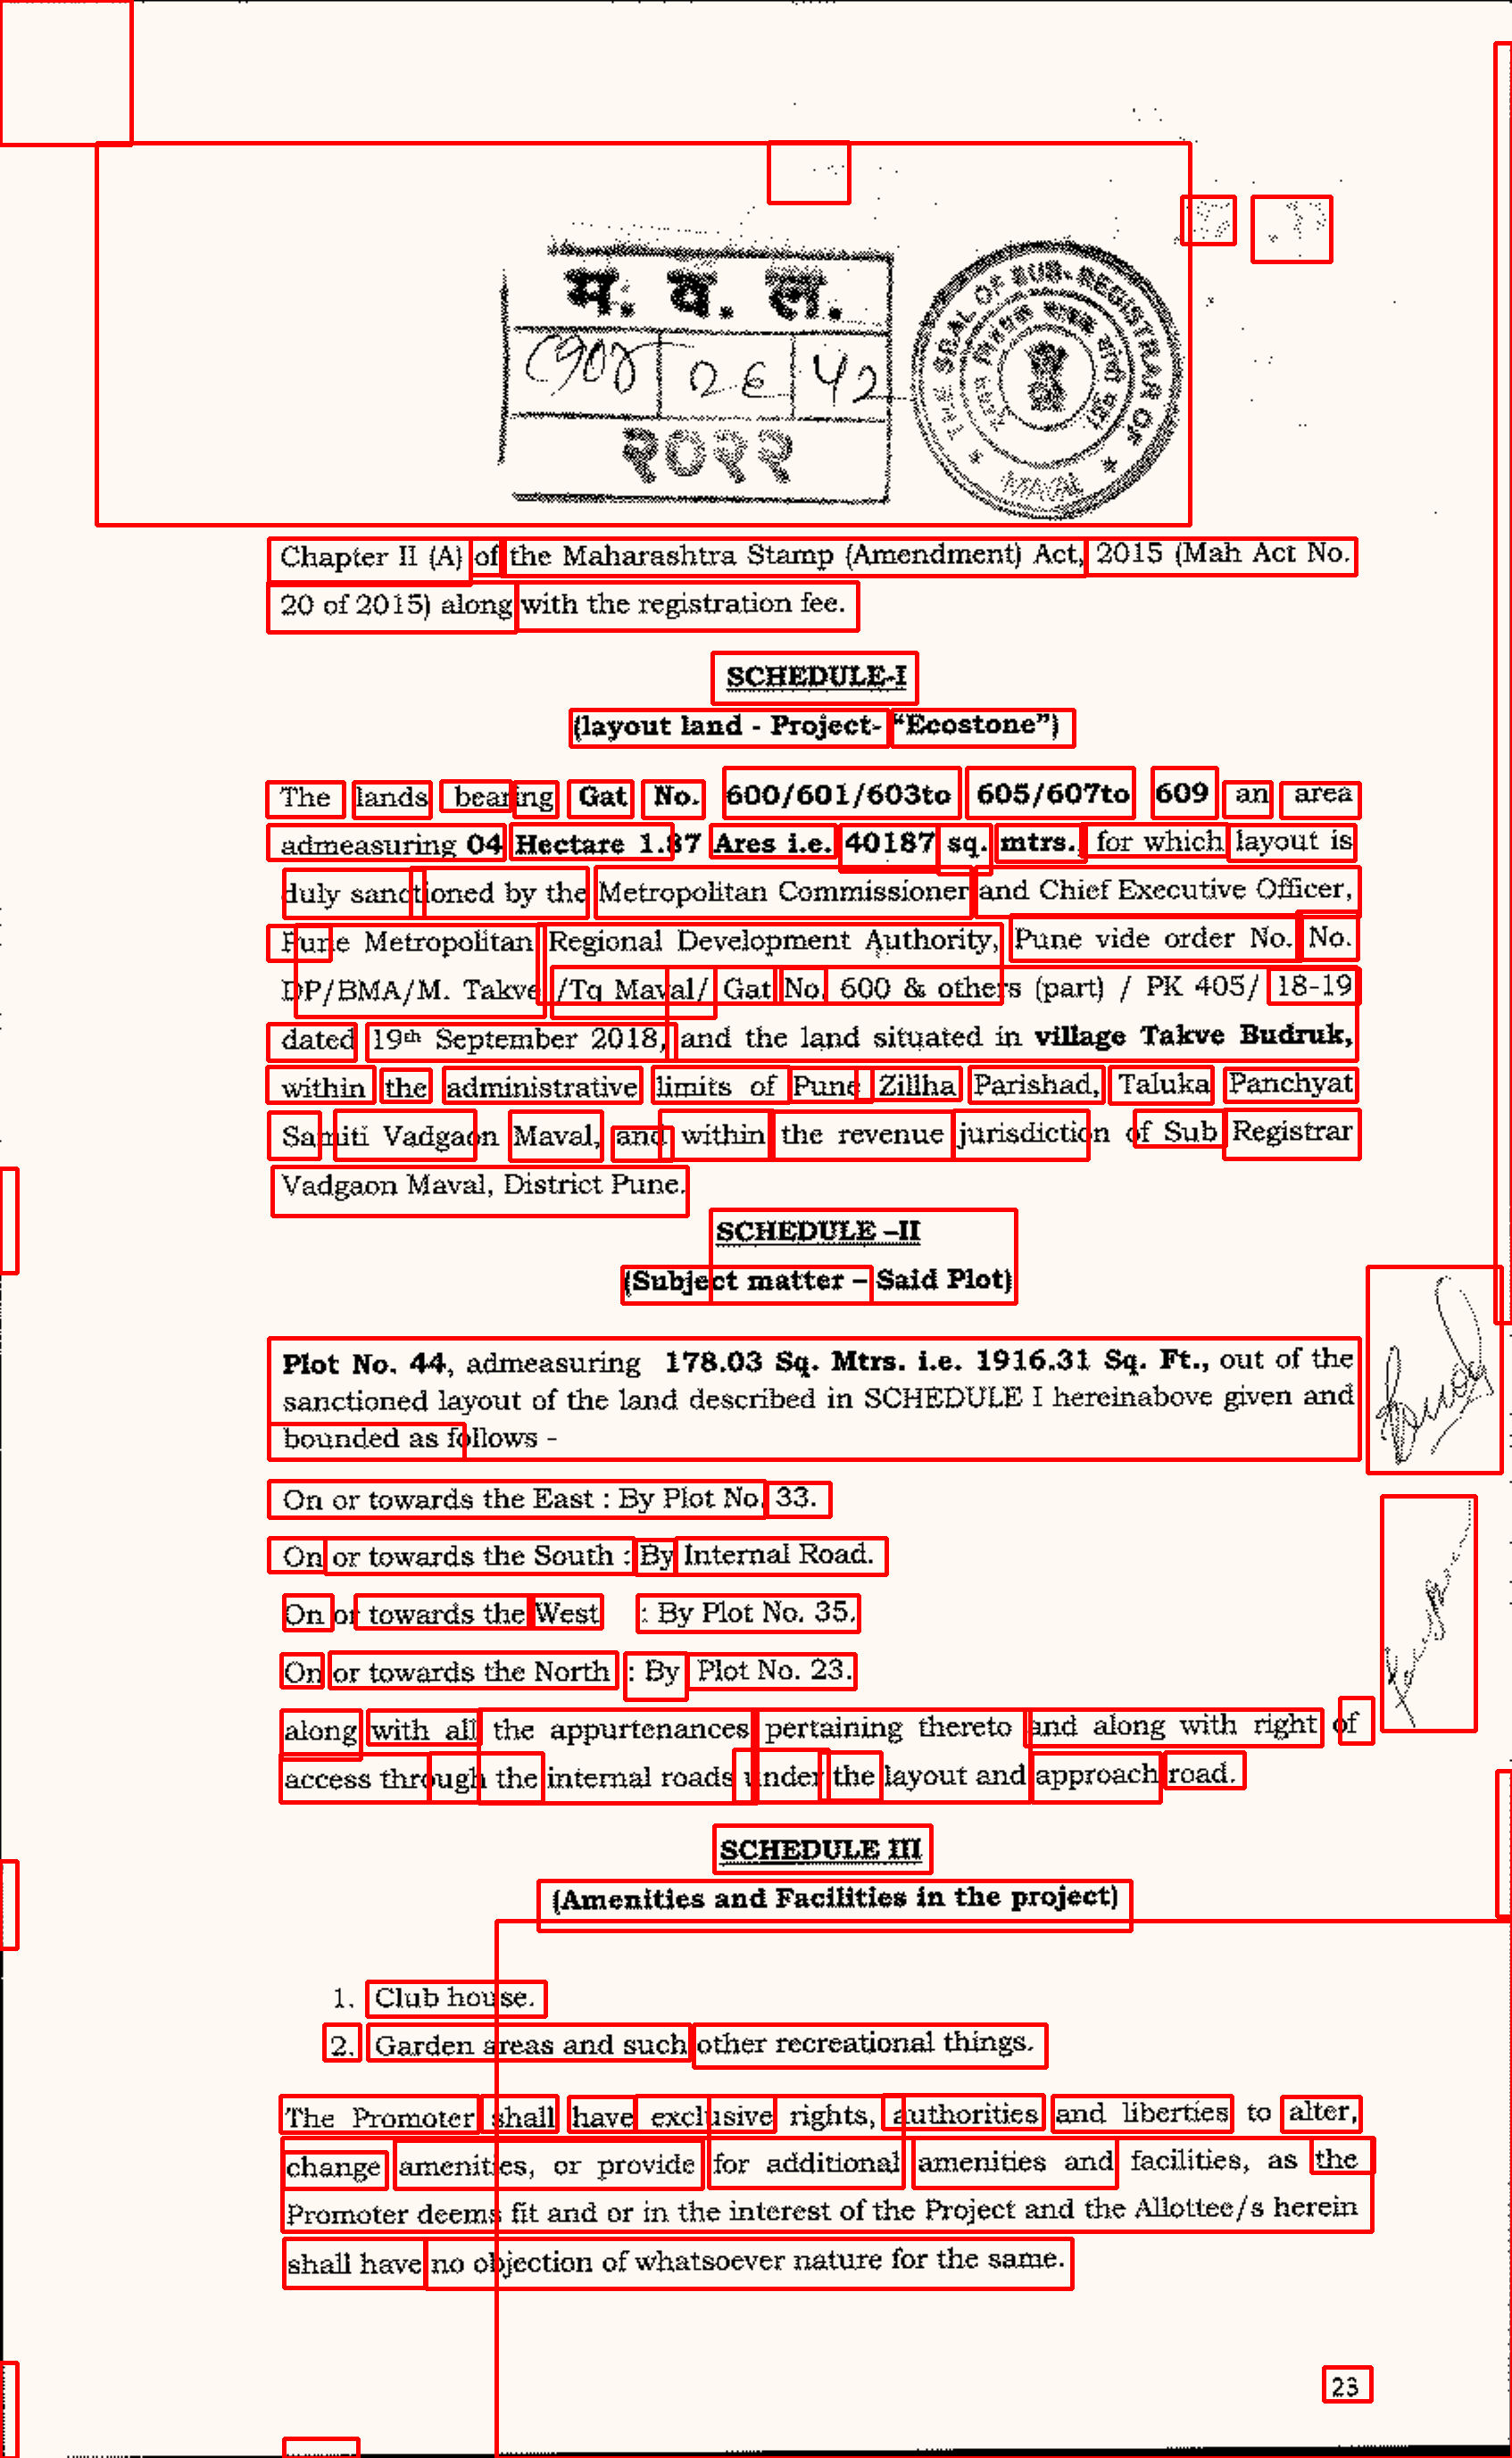 म. व. ल.
२०२२
THE SEAL OF SUB-REGISTRAR OF
MAVAL
Chapter II (A) of the Maharashtra Stamp (Amendment) Act, 2015 (Mah Act No.
20 of 2015) along with the registration fee.
SCHEDULE-I
(layout land - Project- “Ecostone”)
The lands bearing Gat No. 600/601/603to 605/607to 609 an area
admeasuring 04 Hectare 1.87 Ares i.e. 40187 sq. mtrs., for which layout is
duly sanctioned by the Metropolitan Commissioner and Chief Executive Officer,
Pune Metropolitan Regional Development Authority, Pune vide order No. No.
DP/BMA/M. Takve /Tq Maval/ Gat No. 600 & others (part) / PK 405/ 18-19
dated 19th September 2018, and the land situated in village Takve Budruk,
within the administrative limits of Pune Zillha Parishad, Taluka Panchyat
Samiti Vadgaon Maval, and within the revenue jurisdiction of Sub Registrar
Vadgaon Maval, District Pune.
SCHEDULE –II
(Subject matter – Said Plot)
Plot No. 44, admeasuring 178.03 Sq. Mtrs. i.e. 1916.31 Sq. Ft., out of the
sanctioned layout of the land described in SCHEDULE I hereinabove given and
bounded as follows -
On or towards the East : By Plot No. 33.
On or towards the South : By Internal Road.
On or towards the West : By Plot No. 35.
On or towards the North : By Plot No. 23.
along with all the appurtenances pertaining thereto and along with right of
access through the internal roads under the layout and approach road.
SCHEDULE III
(Amenities and Facilities in the project)
1. Club house.
2. Garden areas and such other recreational things.
The Promoter shall have exclusive rights, authorities and liberties to alter,
change amenities, or provide for additional amenities and facilities, as the
Promoter deems fit and or in the interest of the Project and the Allottee/s herein
shall have no objection of whatsoever nature for the same.
23